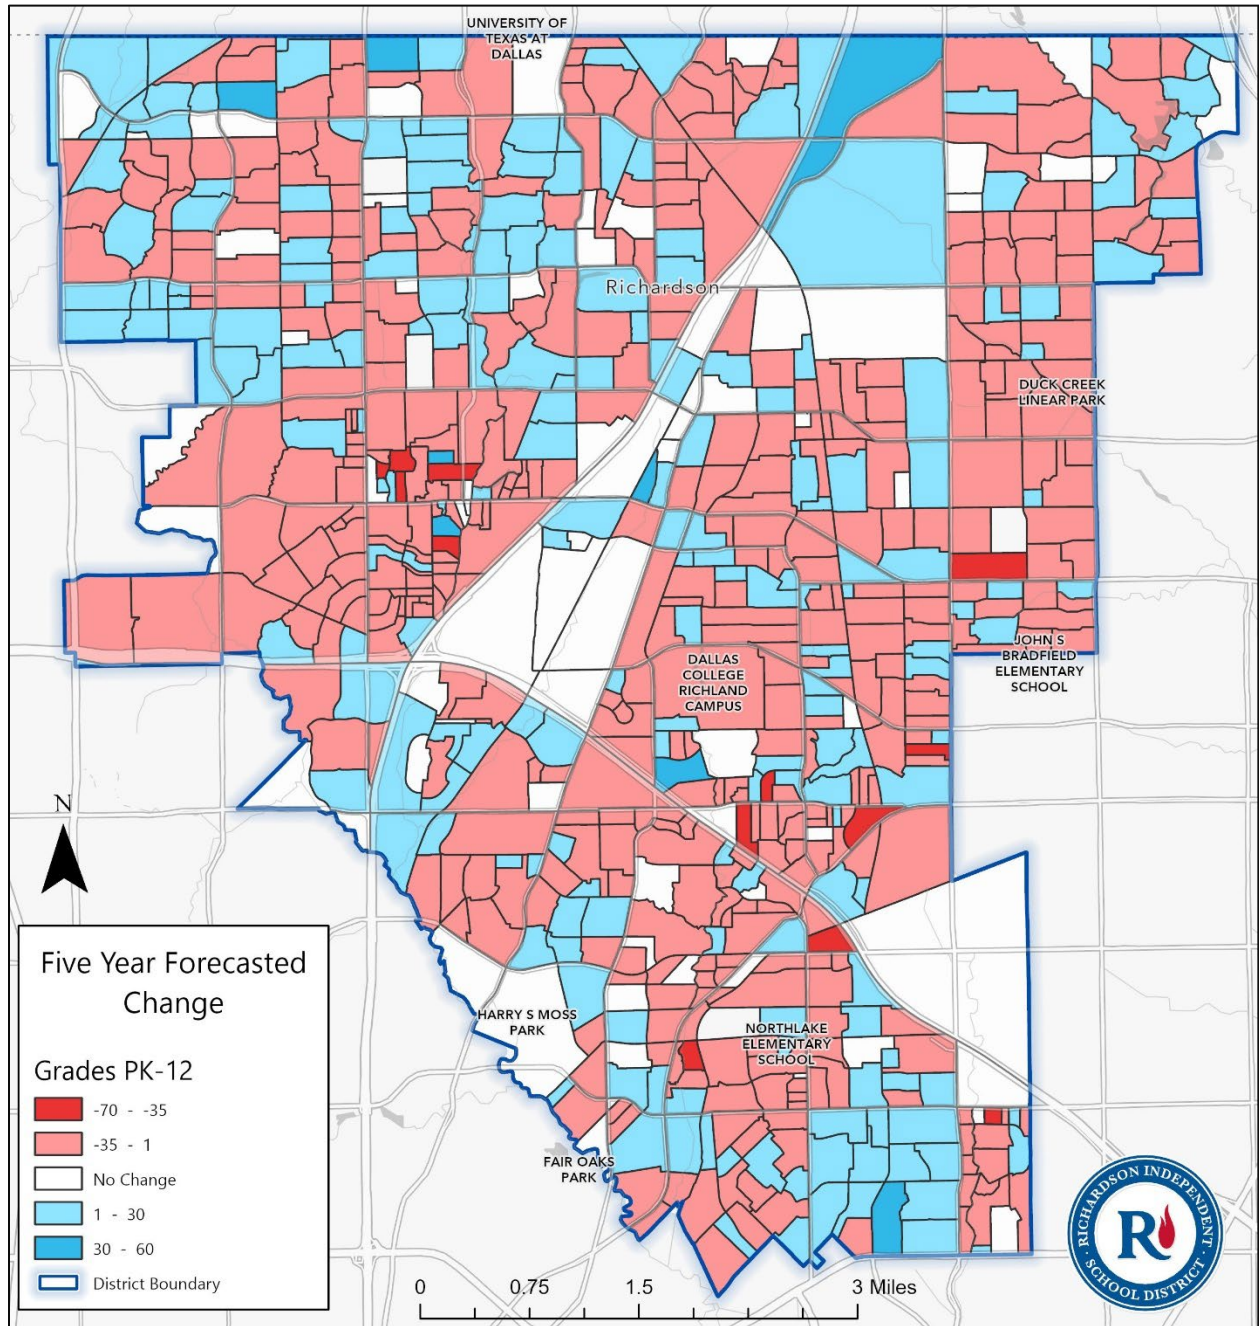 UNIVERSITY OF
TEXAS AT
DALLAS
Richardson
DUCK CREEK
LINEAR PARK
JOHN S
BRADFIELD
ELEMENTARY
SCHOOL
DALLAS
COLLEGE
RICHLAND
CAMPUS
N
HARRY S MOSS
PARK
NORTHLAKE
ELEMENTARY
SCHOOL
FAIR OAKS
PARK
Five Year Forecasted
Change
Grades PK-12
-70 - -35
-35 - 1
No Change
1 - 30
30 - 60
District Boundary
0 0.75 1.5 3 Miles
RICHARDSON INDEPENDENT
R
SCHOOL DISTRICT